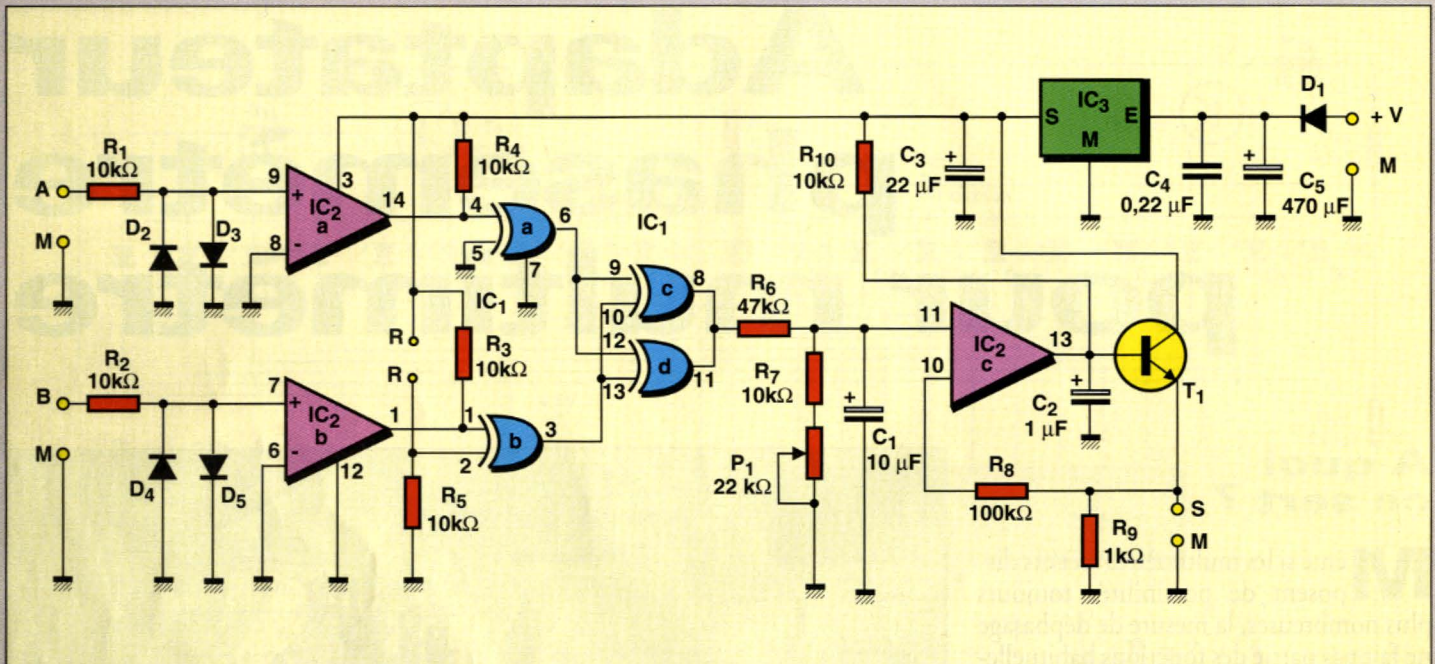 D1
+ V
M
S
IC3
E
M
R10
10kΩ
C3
22 µF
+
C4
0,22 µF
+
C5
470 µF
R1
10kΩ
A
M
D2
D3
9
+
3
IC2
a
8
-
14
R4
10kΩ
4
a
6
5
7
IC1
IC1
9
c
8
10
12
d
11
13
R
R
R3
10kΩ
R2
10kΩ
B
M
D4
D5
7
+
IC2
b
6
-
12
1
1
b
3
2
R5
10kΩ
R6
47kΩ
R7
10kΩ
P1
22 kΩ
+
C1
10 µF
11
10
IC2
c
13
+
C2
1 µF
T1
R8
100kΩ
R9
1kΩ
S
M